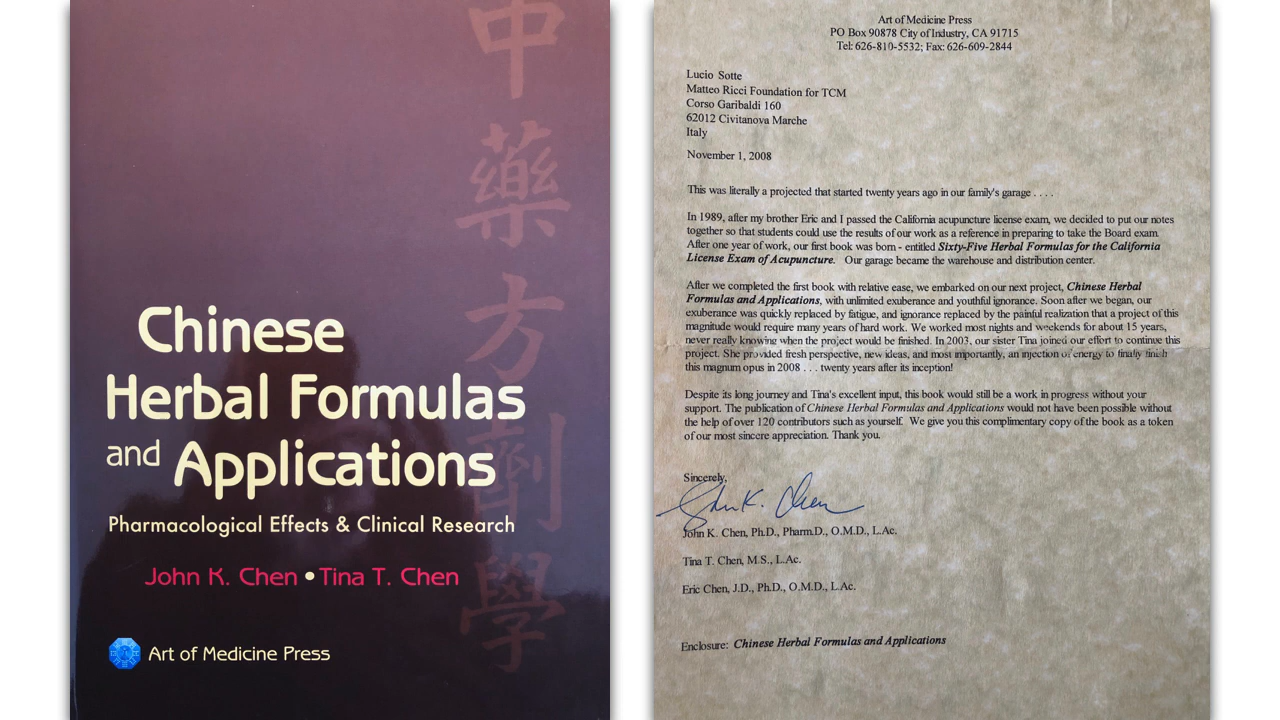 中
藥
方
劑
學
Chinese
Herbal Formulas
and Applications
Pharmacological Effects & Clinical Research
John K. Chen • Tina T. Chen
Art of Medicine Press
Art of Medicine Press
PO Box 90878 City of Industry, CA 91715
Tel: 626-810-5532; Fax: 626-609-2844
Lucio Sotte
Matteo Ricci Foundation for TCM
Corso Garibaldi 160
62012 Civitanova Marche
Italy
November 1, 2008
This was literally a projected that started twenty years ago in our family's garage . . . .
In 1989, after my brother Eric and I passed the California acupuncture license exam, we decided to put our notes
together so that students could use the results of our work as a reference in preparing to take the Board exam.
After one year of work, our first book was born - entitled Sixty-Five Herbal Formulas for the California
License Exam of Acupuncture. Our garage became the warehouse and distribution center.
After we completed the first book with relative ease, we embarked on our next project, Chinese Herbal
Formulas and Applications, with unlimited exuberance and youthful ignorance. Soon after we began, our
exuberance was quickly replaced by fatigue, and ignorance replaced by the painful realization that a project of this
magnitude would require many years of hard work. We worked most nights and weekends for about 15 years,
never really knowing when the project would be finished. In 2003, our sister Tina joined our effort to continue this
project. She provided fresh perspective, new ideas, and most importantly, an injection of energy to finally finish
this magnum opus in 2008 . . . twenty years after its inception!
Despite its long journey and Tina's excellent input, this book would still be a work in progress without your
support. The publication of Chinese Herbal Formulas and Applications would not have been possible without
the help of over 120 contributors such as yourself. We give you this complimentary copy of the book as a token
of our most sincere appreciation. Thank you.
Sincerely,
John K. Chen
John K. Chen, Ph.D., Pharm.D., O.M.D., L.Ac.
Tina T. Chen, M.S., L.Ac.
Eric Chen, J.D., Ph.D., O.M.D., L.Ac.
Enclosure: Chinese Herbal Formulas and Applications